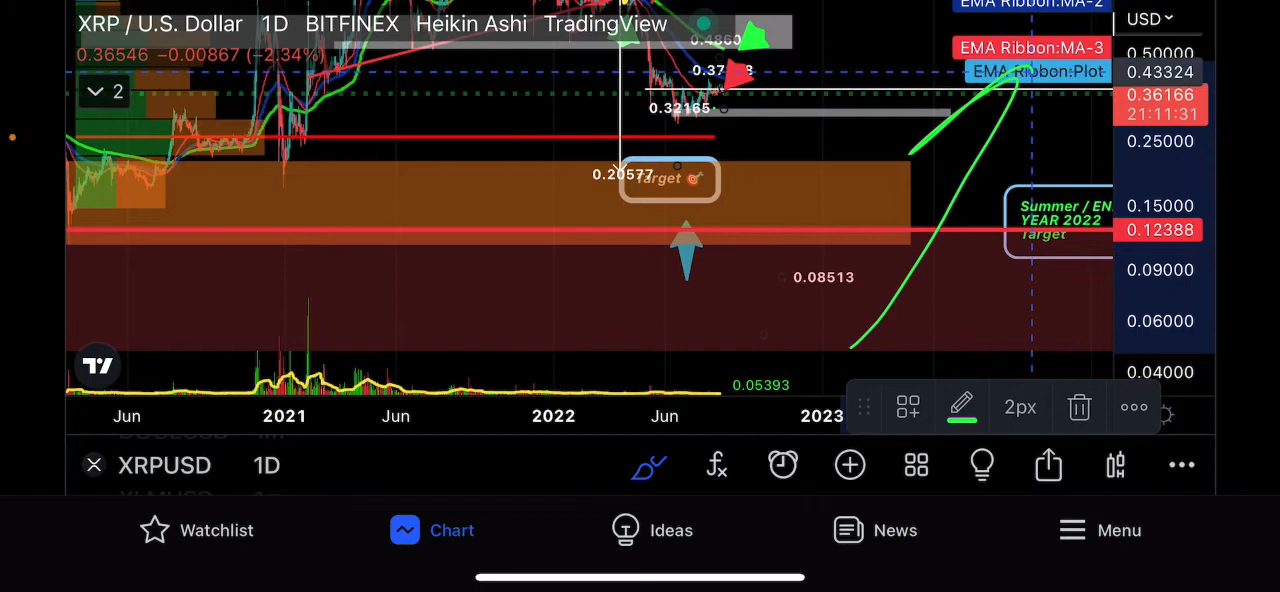 EMA Ribbon:MA-2
XRP / U.S. Dollar 1D BITFINEX Heikin Ashi TradingView
USD
0.4860
0.36546 −0.00867 (−2.34%)
EMA Ribbon:MA-3
0.50000
EMA Ribbon:Plot
0.43324
2
0.36166
21:11:31
0.32165
0.25000
0.20577
Target
0.15000
Summer / EN
YEAR 2022
Target
0.12388
0.08513
0.09000
0.06000
0.05393
0.04000
Jun 2021 Jun 2022 Jun 2023
2px
XRPUSD 1D
Watchlist Chart Ideas News Menu